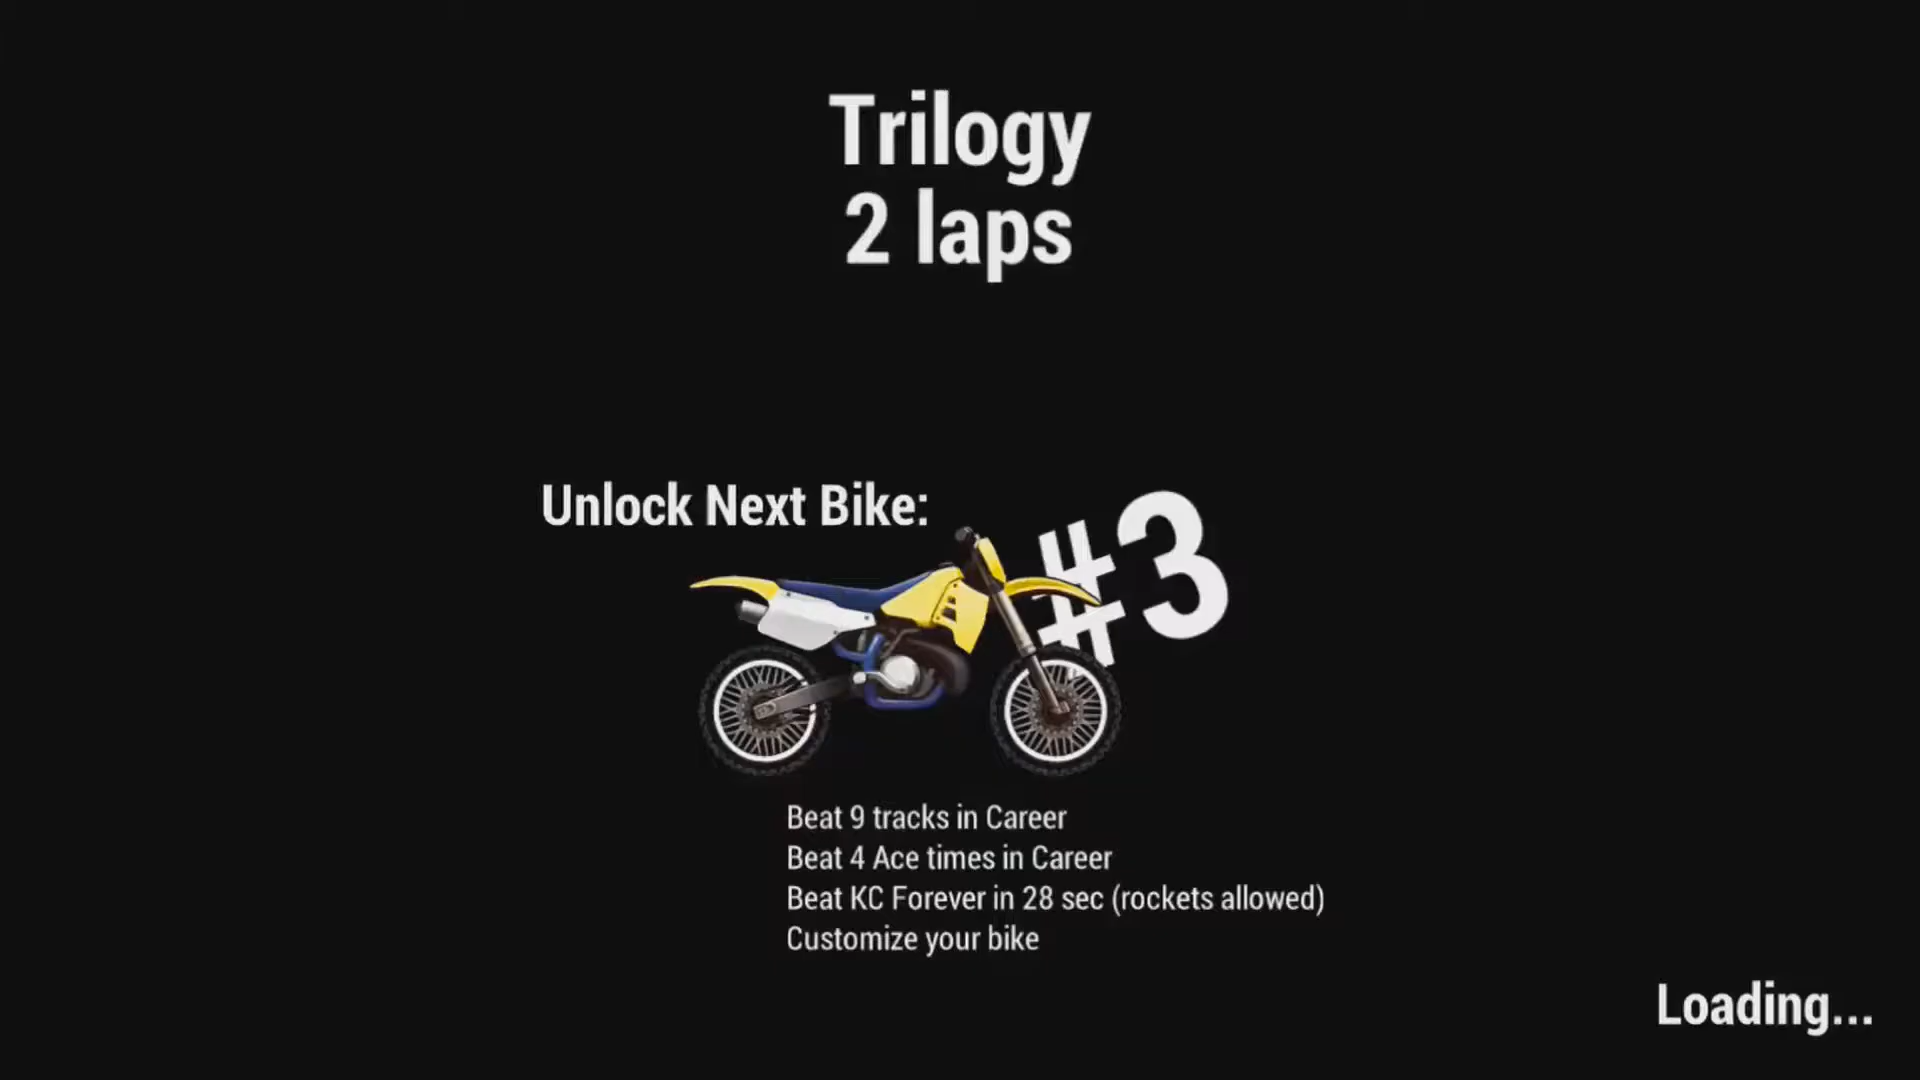 Trilogy
2 laps
Unlock Next Bike:
#3
Beat 9 tracks in Career
Beat 4 Ace times in Career
Beat KC Forever in 28 sec (rockets allowed)
Customize your bike
Loading...